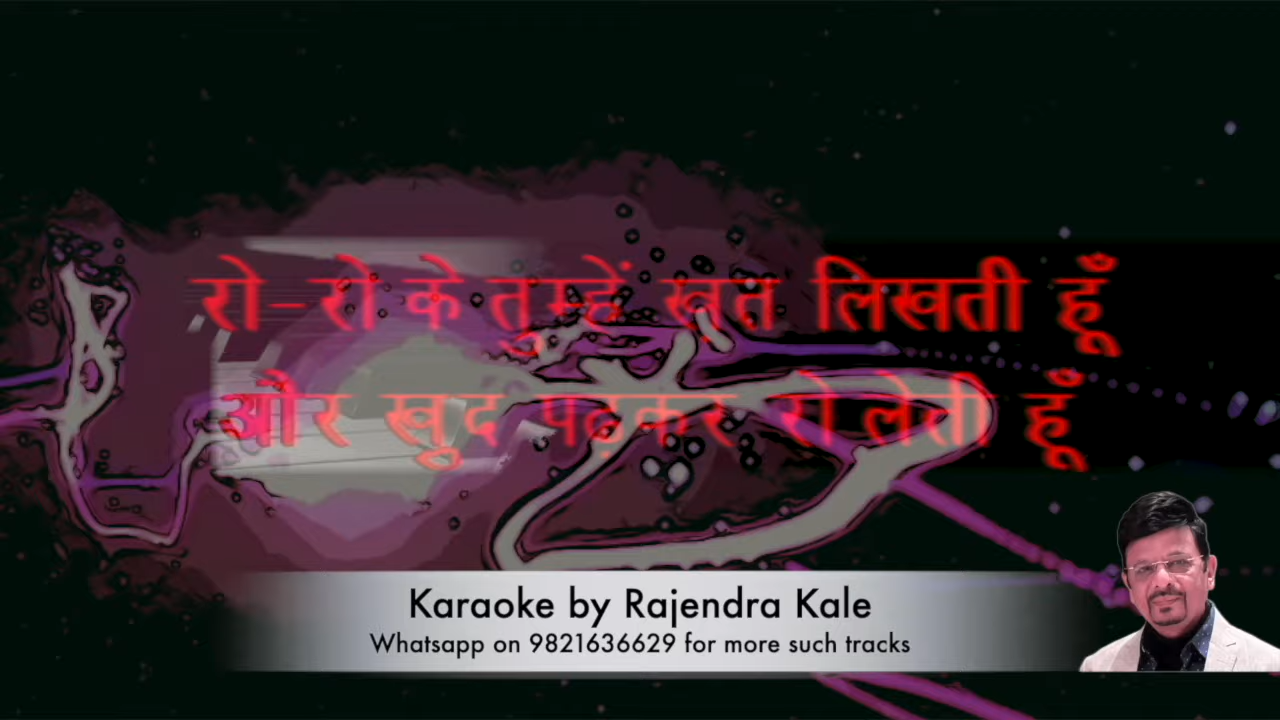 रो-रो के तुम्हें ख़त लिखती हूँ
और खुद पढ़कर रो लेती हूँ
Karaoke by Rajendra Kale
Whatsapp on 9821636629 for more such tracks